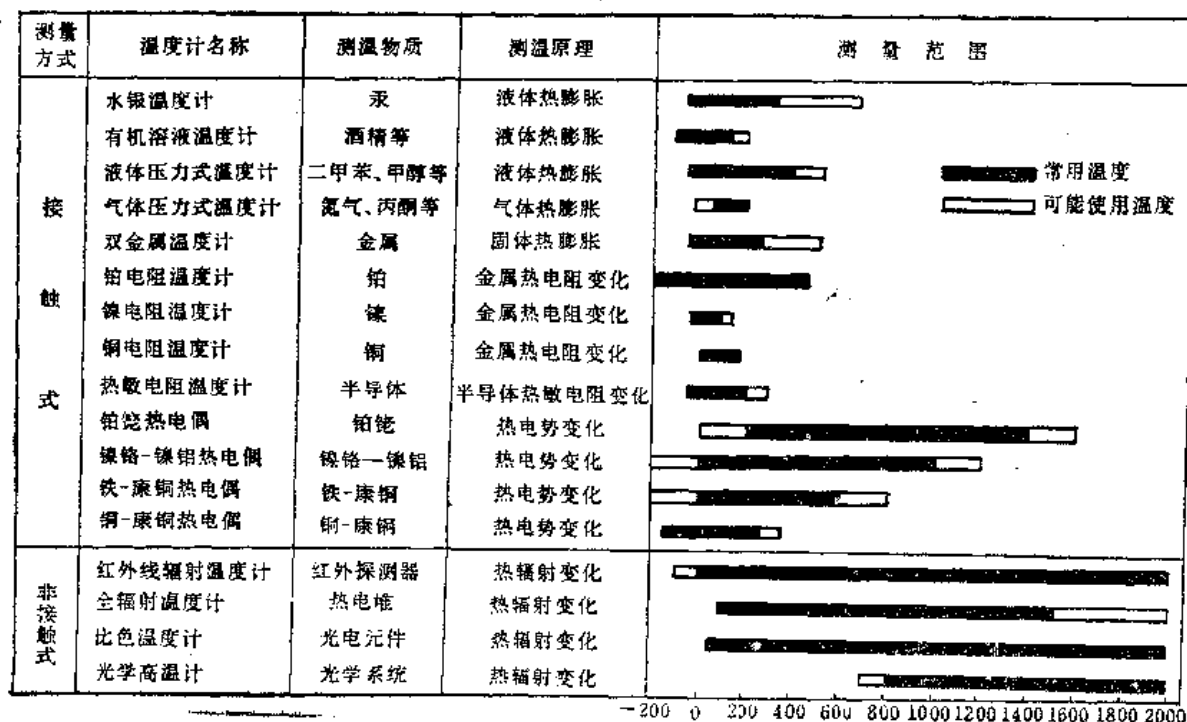 测量方式 温度计名称 测温物质 测温原理 测量范围
接触式
水银温度计 汞 液体热膨胀
有机溶液温度计 酒精等 液体热膨胀
液体压力式温度计 二甲苯、甲醇等 液体热膨胀
气体压力式温度计 氮气、丙酮等 气体热膨胀
双金属温度计 金属 固体热膨胀
铂电阻温度计 铂 金属热电阻变化
镍电阻温度计 镍 金属热电阻变化
铜电阻温度计 铜 金属热电阻变化
热敏电阻温度计 半导体 半导体热敏电阻变化
铂铑热电偶 铂铑 热电势变化
镍铬-镍铝热电偶 镍铬—镍铝 热电势变化
铁-康铜热电偶 铁-康铜 热电势变化
铜-康铜热电偶 铜-康铜 热电势变化
常用温度
可能使用温度
非接触式
红外线辐射温度计 红外探测器 热辐射变化
全辐射温度计 热电堆 热辐射变化
比色温度计 光电元件 热辐射变化
光学高温计 光学系统 热辐射变化
-200 0 200 400 600 800 1000 1200 1400 1600 1800 2000